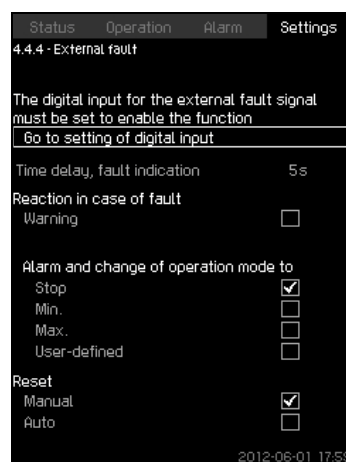 Status Operation Alarm Settings
4.4.4 - External fault
The digital input for the external fault signal
must be set to enable the function
Go to setting of digital input
Time delay, fault indication 5s
Reaction in case of fault
Warning
Alarm and change of operation mode to
Stop
Min.
Max.
User-defined
Reset
Manual
Auto
2012-06-01 17:59